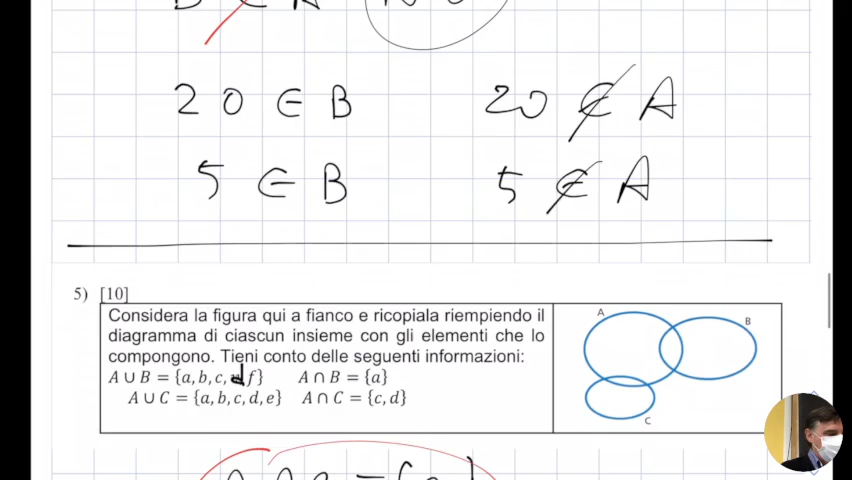 20 ∈ B 20 ∉ A
5 ∈ B 5 ∉ A
5) [10]
Considera la figura qui a fianco e ricopiala riempiendo il
diagramma di ciascun insieme con gli elementi che lo
compongono. Tieni conto delle seguenti informazioni:
A ∪ B = {a, b, c, d f} A ∩ B = {a}
A ∪ C = {a, b, c, d, e} A ∩ C = {c, d}
A
B
C